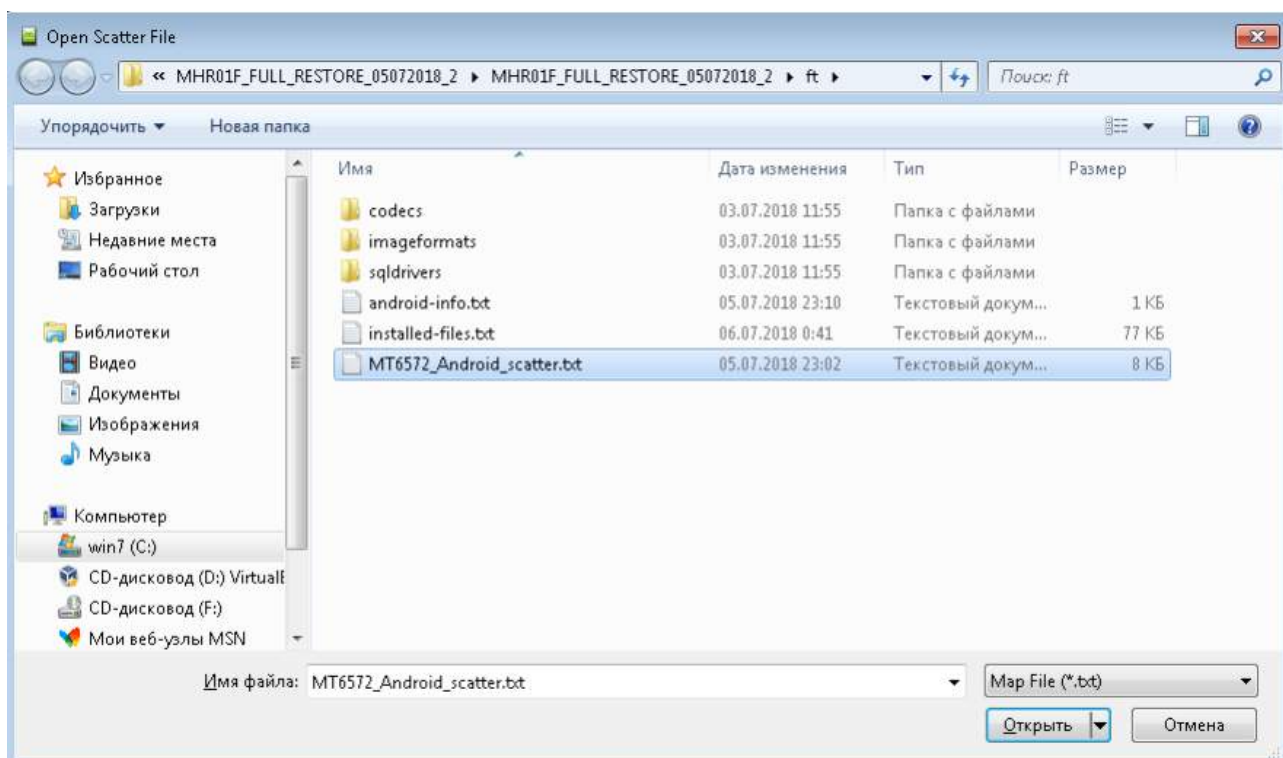 Open Scatter File
« MHR01F_FULL_RESTORE_05072018_2 ▸ MHR01F_FULL_RESTORE_05072018_2 ▸ ft ▸
Поиск: ft
Упорядочить ▼ Новая папка
Избранное
Загрузки
Недавние места
Рабочий стол
Библиотеки
Видео
Документы
Изображения
Музыка
Компьютер
win7 (C:)
CD-дисковод (D:) VirtualB
CD-дисковод (F:)
Мои веб-узлы MSN
Имя Дата изменения Тип Размер
codecs 03.07.2018 11:55 Папка с файлами
imageformats 03.07.2018 11:55 Папка с файлами
sqldrivers 03.07.2018 11:55 Папка с файлами
android-info.txt 05.07.2018 23:10 Текстовый докум... 1 КБ
installed-files.txt 06.07.2018 0:41 Текстовый докум... 77 КБ
MT6572_Android_scatter.txt 05.07.2018 23:02 Текстовый докум... 8 КБ
Имя файла: MT6572_Android_scatter.txt Map File (*.txt)
Открыть Отмена